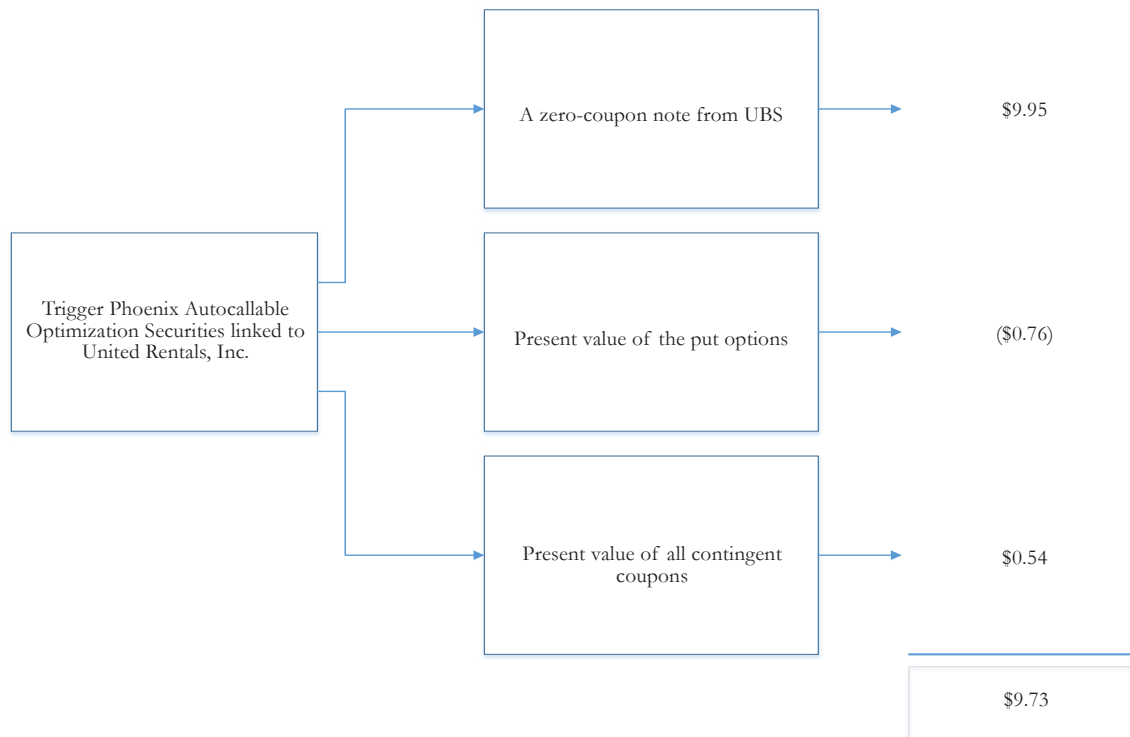 A zero-coupon note from UBS
$9.95
Trigger Phoenix Autocallable
Optimization Securities linked to
United Rentals, Inc.
Present value of the put options
($0.76)
Present value of all contingent
coupons
$0.54
$9.73